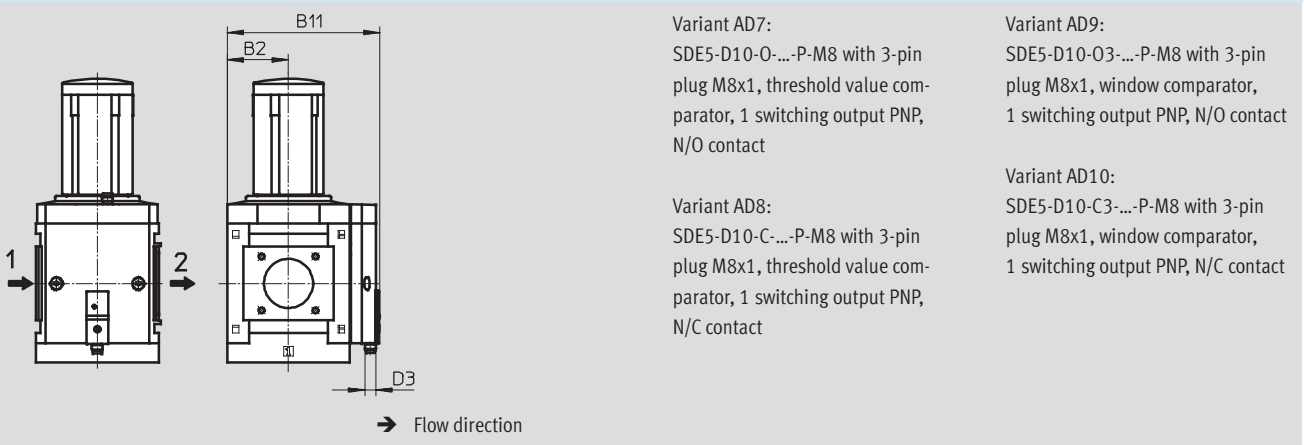 B11
B2
1
2
D3
➔ Flow direction
Variant AD7:
SDE5-D10-O-...-P-M8 with 3-pin
plug M8x1, threshold value com-
parator, 1 switching output PNP,
N/O contact
Variant AD8:
SDE5-D10-C-...-P-M8 with 3-pin
plug M8x1, threshold value com-
parator, 1 switching output PNP,
N/C contact
Variant AD9:
SDE5-D10-O3-...-P-M8 with 3-pin
plug M8x1, window comparator,
1 switching output PNP, N/O contact
Variant AD10:
SDE5-D10-C3-...-P-M8 with 3-pin
plug M8x1, window comparator,
1 switching output PNP, N/C contact